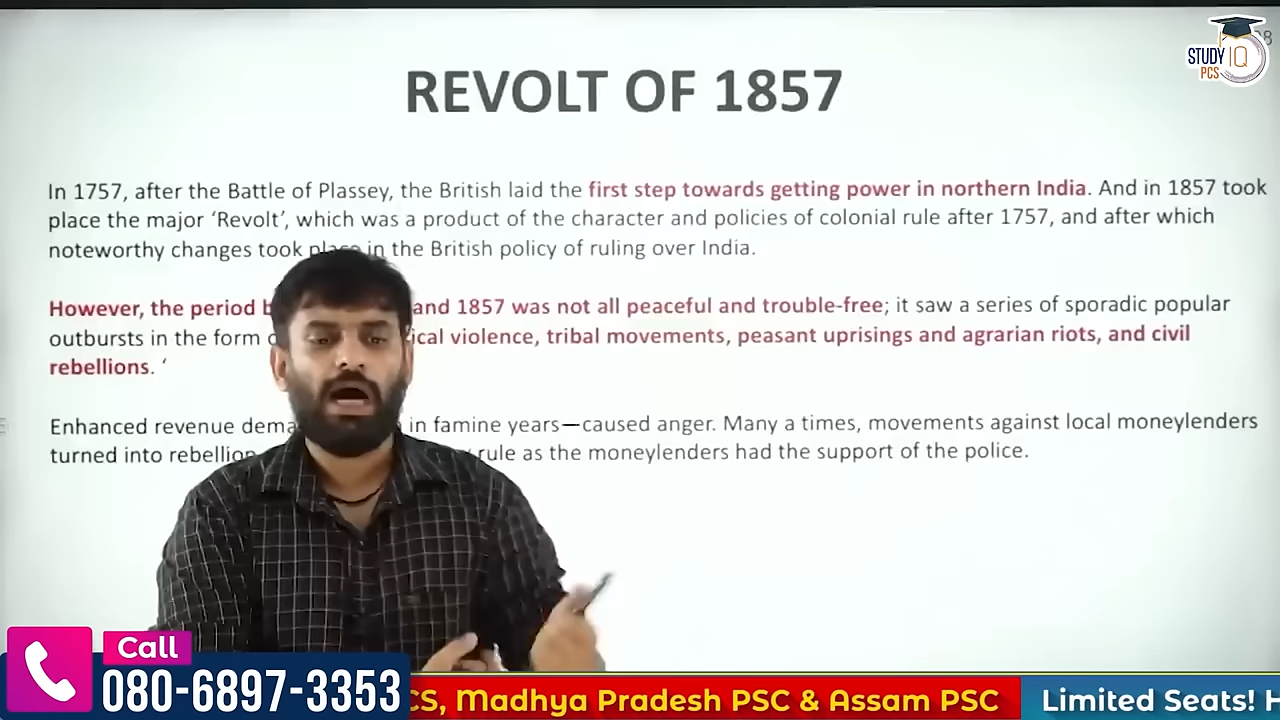 STUDY IQ
PCS
REVOLT OF 1857
In 1757, after the Battle of Plassey, the British laid the first step towards getting power in northern India. And in 1857 took
place the major ‘Revolt’, which was a product of the character and policies of colonial rule after 1757, and after which
noteworthy changes took place in the British policy of ruling over India.
However, the period and 1857 was not all peaceful and trouble-free; it saw a series of sporadic popular
outbursts in the form violence, tribal movements, peasant uprisings and agrarian riots, and civil
rebellions. ‘
Enhanced revenue in famine years—caused anger. Many a times, movements against local moneylenders
turned into rule as the moneylenders had the support of the police.
Call
080-6897-3353
CS, Madhya Pradesh PSC & Assam PSC
Limited Seats! H